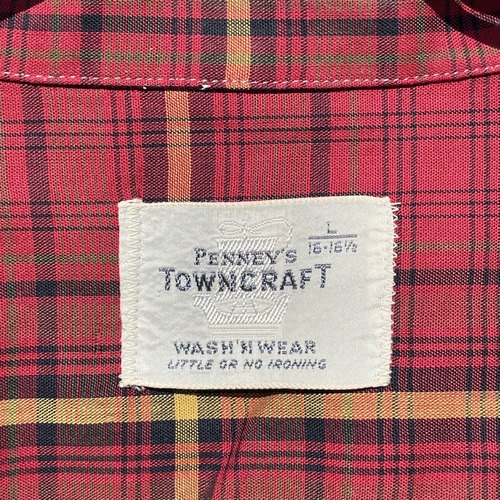 L
16-16½
PENNEY'S
TOWNCRAFT
WASH 'N WEAR
LITTLE OR NO IRONING